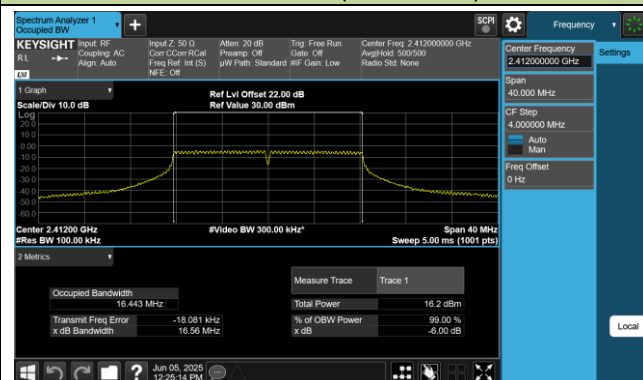 Spectrum Analyzer 1
Occupied BW
+
SCPI
Frequency
KEYSIGHT
Input: RF
Coupling: AC
Align: Auto
Input Z: 50 Ω
Corr CCorr RCal
Freq Ref: Int (S)
NFE: Off
Atten: 20 dB
Preamp: Off
µW Path: Standard
Trig: Free Run
Gate: Off
#IF Gain: Low
Center Freq: 2.412000000 GHz
Avg|Hold: 500/500
Radio Std: None
R L
LXI
Center Frequency
2.412000000 GHz
Settings
Span
40.000 MHz
CF Step
4.000000 MHz
Auto
Man
Freq Offset
0 Hz
Local
1 Graph
Scale/Div 10.0 dB
Ref Lvl Offset 22.00 dB
Ref Value 30.00 dBm
Log
20.0
10.0
0.00
-10.0
-20.0
-30.0
-40.0
-50.0
-60.0
Center 2.41200 GHz
#Video BW 300.00 kHz*
Span 40 MHz
#Res BW 100.00 kHz
Sweep 5.00 ms (1001 pts)
2 Metrics
Measure Trace
Trace 1
Occupied Bandwidth
16.443 MHz
Total Power
16.2 dBm
Transmit Freq Error
-18.081 kHz
% of OBW Power
99.00 %
x dB Bandwidth
16.56 MHz
x dB
-6.00 dB
?
Jun 05, 2025
12:25:14 PM